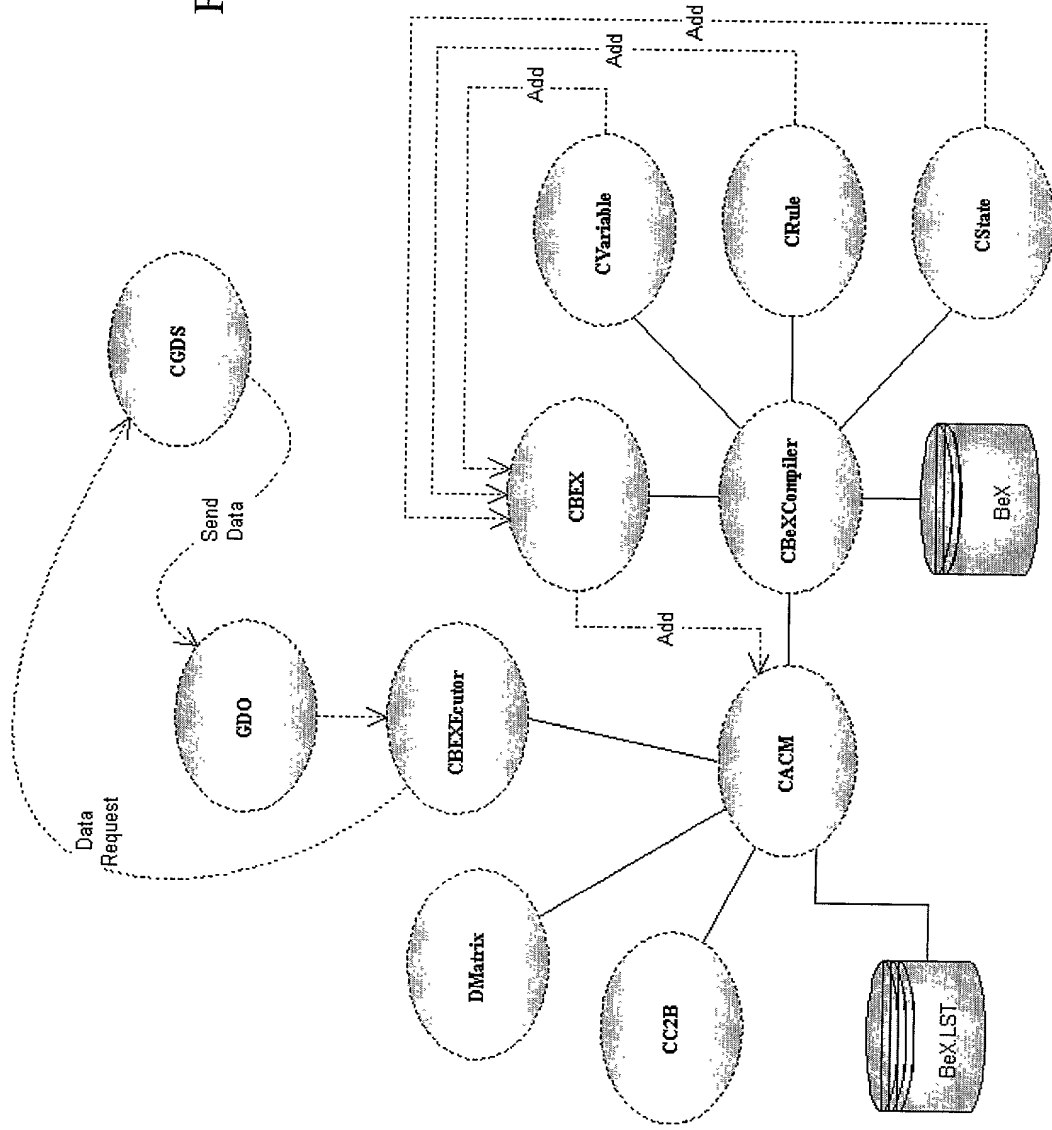 F
Add
Add
Add
CVariable
CRule
CState
CGDS
Send
Data
CBEX
CBeXCompiler
BeX
GDO
CBEXEcutor
Add
CACM
Data
Request
DMatrix
CC2B
BeX.LST